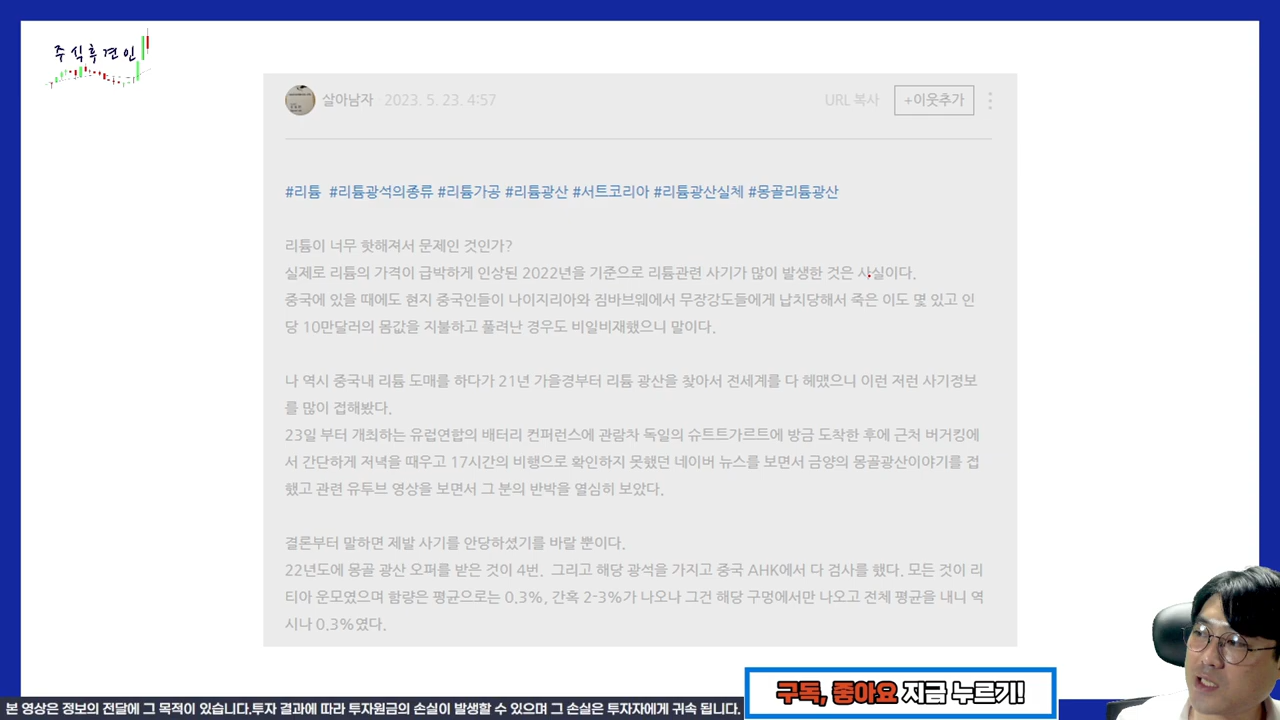 주식후견인
살아남자 · 2023. 5. 23. 4:57
URL 복사
+이웃추가
#리튬 #리튬광석의종류 #리튬가공 #리튬광산 #서트코리아 #리튬광산실체 #몽골리튬광산
리튬이 너무 핫해져서 문제인 것인가?
실제로 리튬의 가격이 급박하게 인상된 2022년을 기준으로 리튬관련 사기가 많이 발생한 것은 사실이다.
중국에 있을 때에도 현지 중국인들이 나이지리아와 짐바브웨에서 무장강도들에게 납치당해서 죽은 이도 몇 있고 인
당 10만달러의 몸값을 지불하고 풀려난 경우도 비일비재했으니 말이다.
나 역시 중국내 리튬 도매를 하다가 21년 가을경부터 리튬 광산을 찾아서 전세계를 다 헤맸으니 이런 저런 사기정보
를 많이 접해봤다.
23일 부터 개최하는 유럽연합의 배터리 컨퍼런스에 관람차 독일의 슈트트가르트에 방금 도착한 후에 근처 버거킹에
서 간단하게 저녁을 때우고 17시간의 비행으로 확인하지 못했던 네이버 뉴스를 보면서 금양의 몽골광산이야기를 접
했고 관련 유투브 영상을 보면서 그 분의 반박을 열심히 보았다.
결론부터 말하면 제발 사기를 안당하셨기를 바랄 뿐이다.
22년도에 몽골 광산 오퍼를 받은 것이 4번. 그리고 해당 광석을 가지고 중국 AHK에서 다 검사를 했다. 모든 것이 리
티아 운모였으며 함량은 평균으로는 0.3%, 간혹 2-3%가 나오나 그건 해당 구멍에서만 나오고 전체 평균을 내니 역
시나 0.3%였다.
구독, 좋아요 지금 누르기!
본 영상은 정보의 전달에 그 목적이 있습니다.투자 결과에 따라 투자원금의 손실이 발생할 수 있으며 그 손실은 투자자에게 귀속 됩니다.